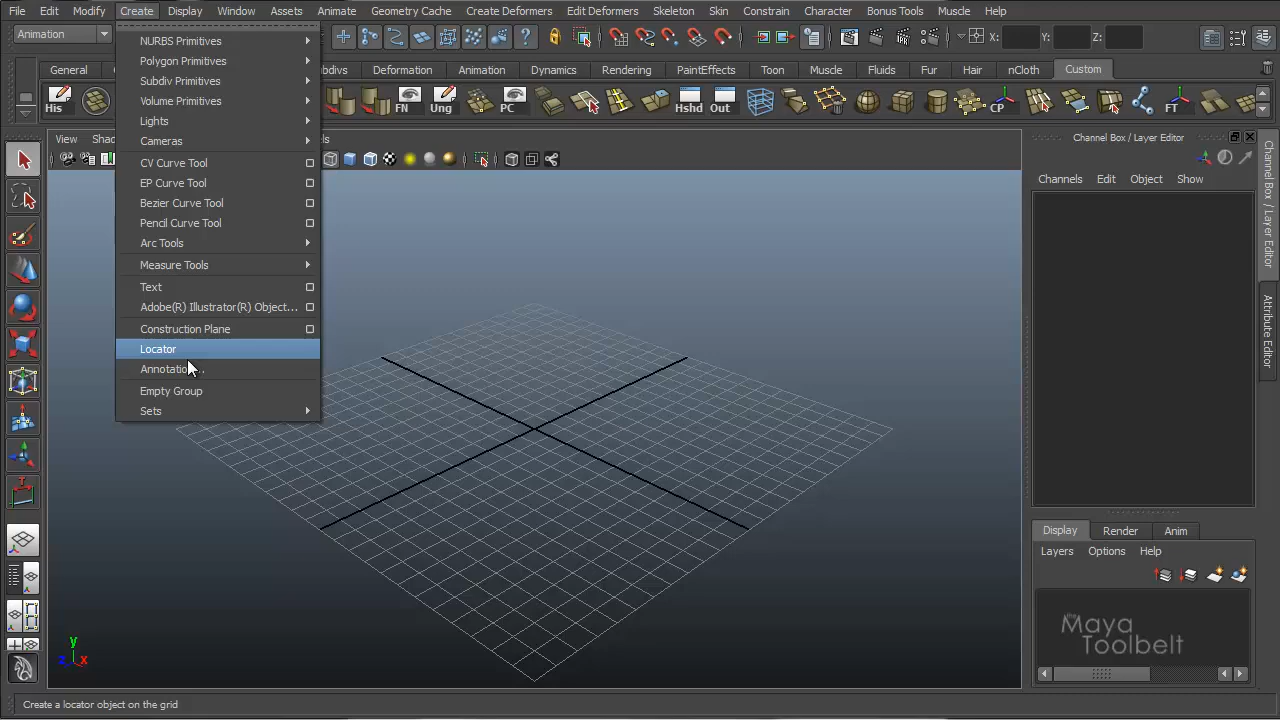 File Edit Modify Create Display Window Assets Animate Geometry Cache Create Deformers Edit Deformers Skeleton Skin Constrain Character Bonus Tools Muscle Help
Animation X: Y: Z:
General bdivs Deformation Animation Dynamics Rendering PaintEffects Toon Muscle Fluids Fur Hair nCloth Custom
His FN Ung PC Hshd Out CP FT
View Shac ls
NURBS Primitives
Polygon Primitives
Subdiv Primitives
Volume Primitives
Lights
Cameras
CV Curve Tool
EP Curve Tool
Bezier Curve Tool
Pencil Curve Tool
Arc Tools
Measure Tools
Text
Adobe(R) Illustrator(R) Object...
Construction Plane
Locator
Annotation...
Empty Group
Sets
Channel Box / Layer Editor
Channels Edit Object Show
Channel Box / Layer Editor
Attribute Editor
Display Render Anim
Layers Options Help
the Maya
Toolbelt
y
z x
T
Create a locator object on the grid